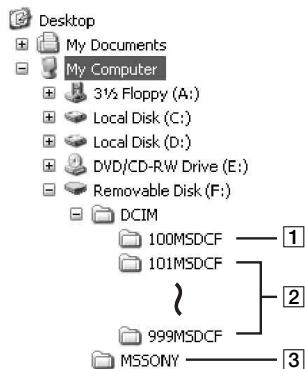 Desktop
My Documents
My Computer
3½ Floppy (A:)
Local Disk (C:)
Local Disk (D:)
DVD/CD-RW Drive (E:)
Removable Disk (F:)
DCIM
100MSDCF 1
101MSDCF
2
999MSDCF
MSSONY 3